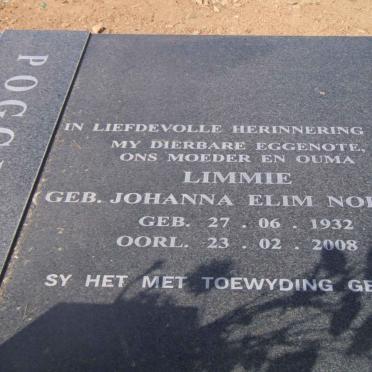 IN LIEFDEVOLLE HERINNERING
MY DIERBARE EGGENOTE,
ONS MOEDER EN OUMA
LIMMIE
(GEB. JOHANNA ELIM
GEB. 27 . 06 . 1932
OORL. 23 . 02 . 2008
SY HET MET TOEWYDING